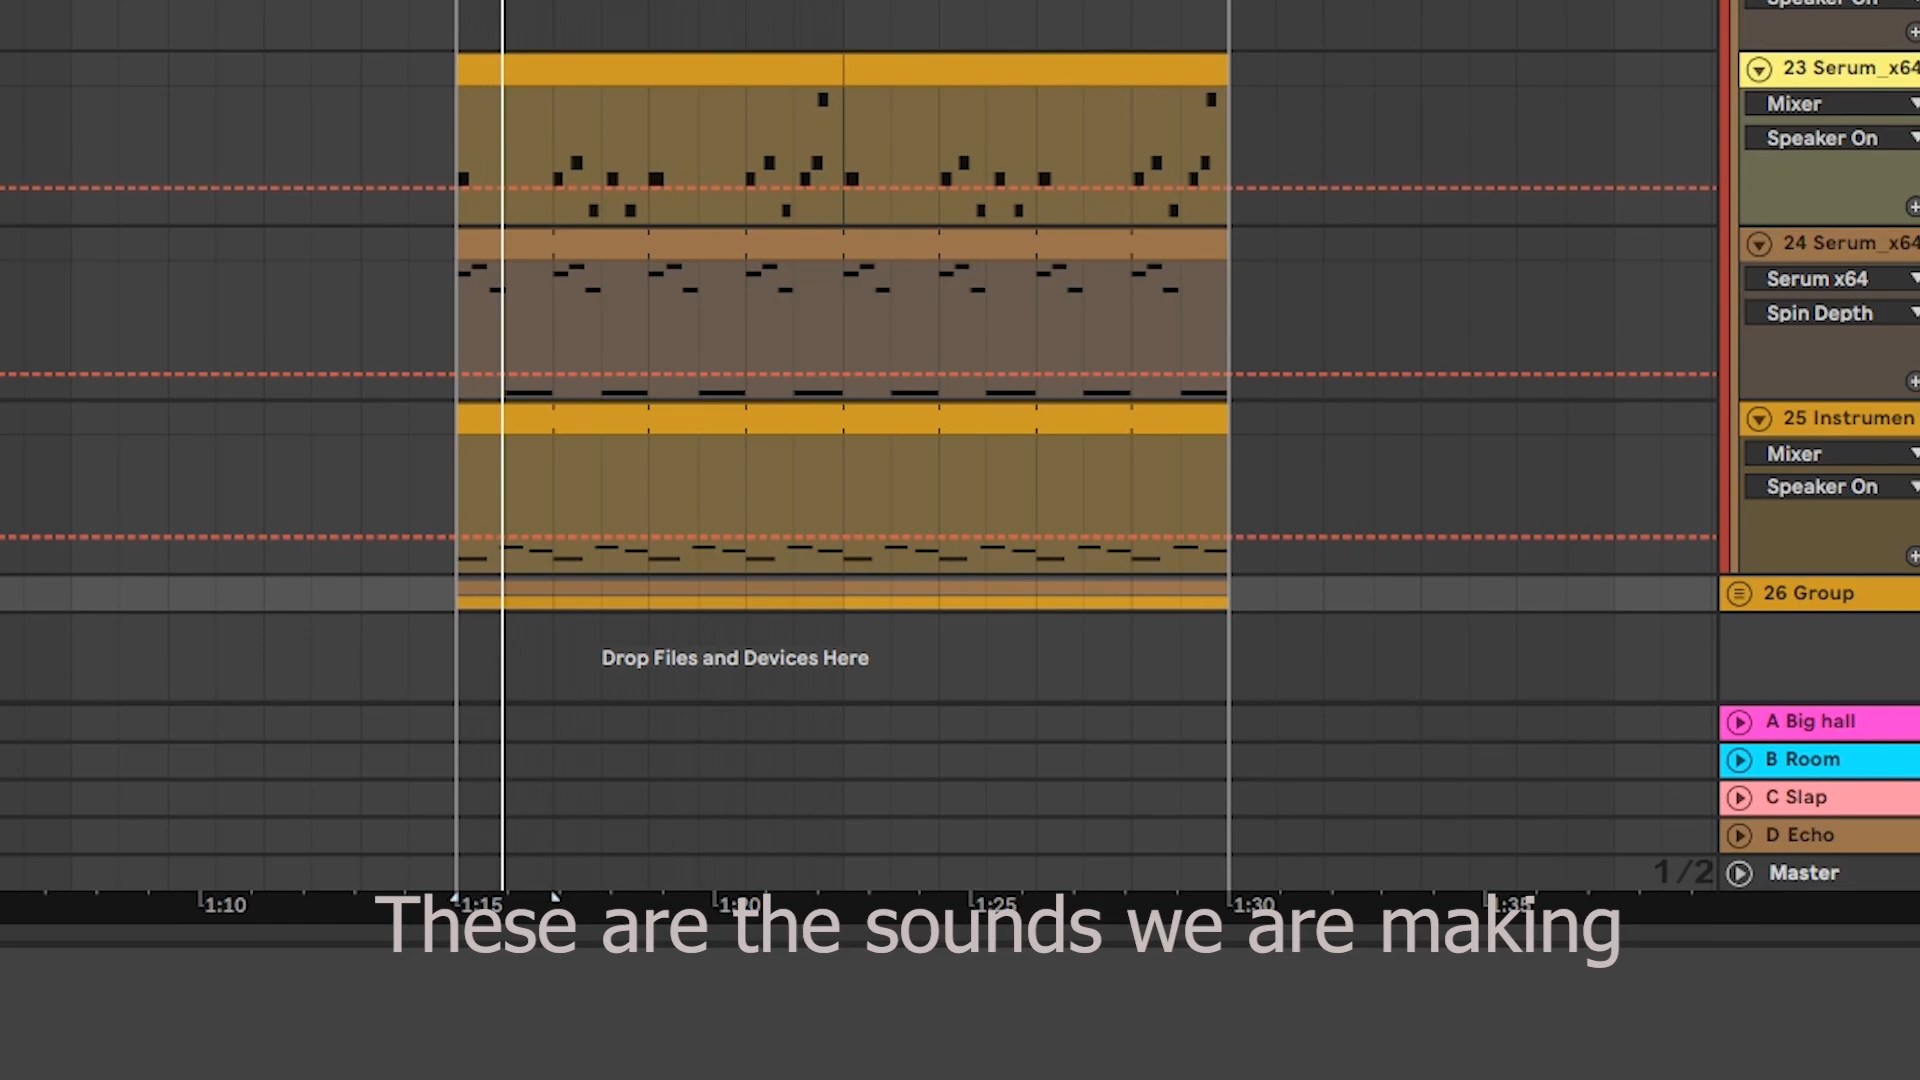 Speaker On
23 Serum_x64
Mixer
Speaker On
24 Serum_x64
Serum x64
Spin Depth
25 Instrumen
Mixer
Speaker On
26 Group
Drop Files and Devices Here
A Big hall
B Room
C Slap
D Echo
1/2
Master
1:10 1:15 1:20 1:25 1:30 1:35
These are the sounds we are making